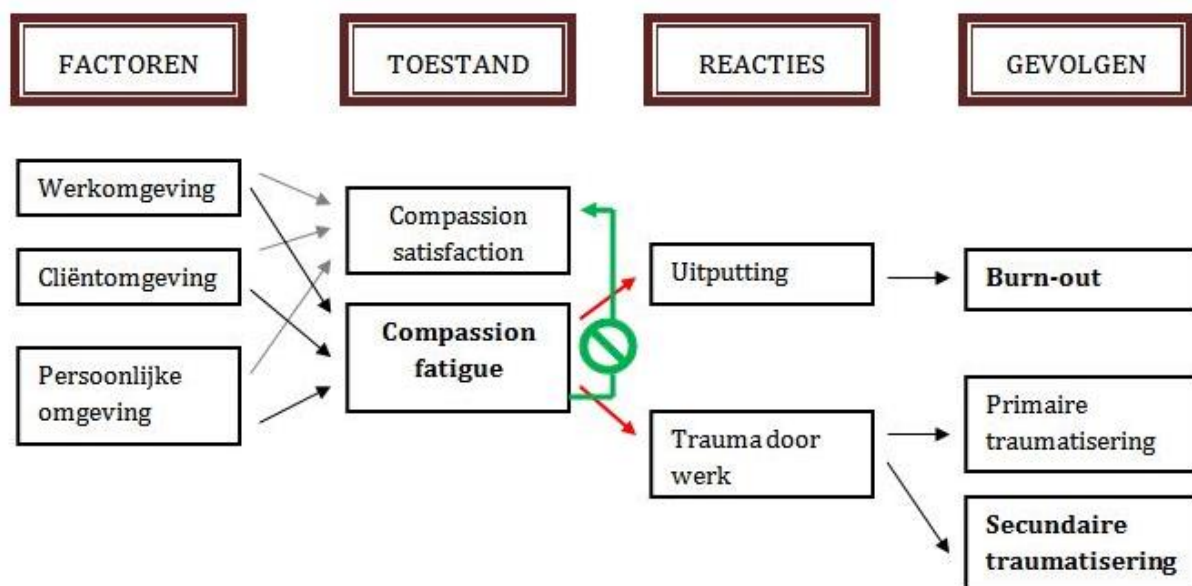 FACTOREN
TOESTAND
REACTIES
GEVOLGEN
Werkomgeving
Cliëntomgeving
Persoonlijke
omgeving
Compassion
satisfaction
Compassion
fatigue
Uitputting
Trauma door
werk
Burn-out
Primaire
traumatisering
Secundaire
traumatisering